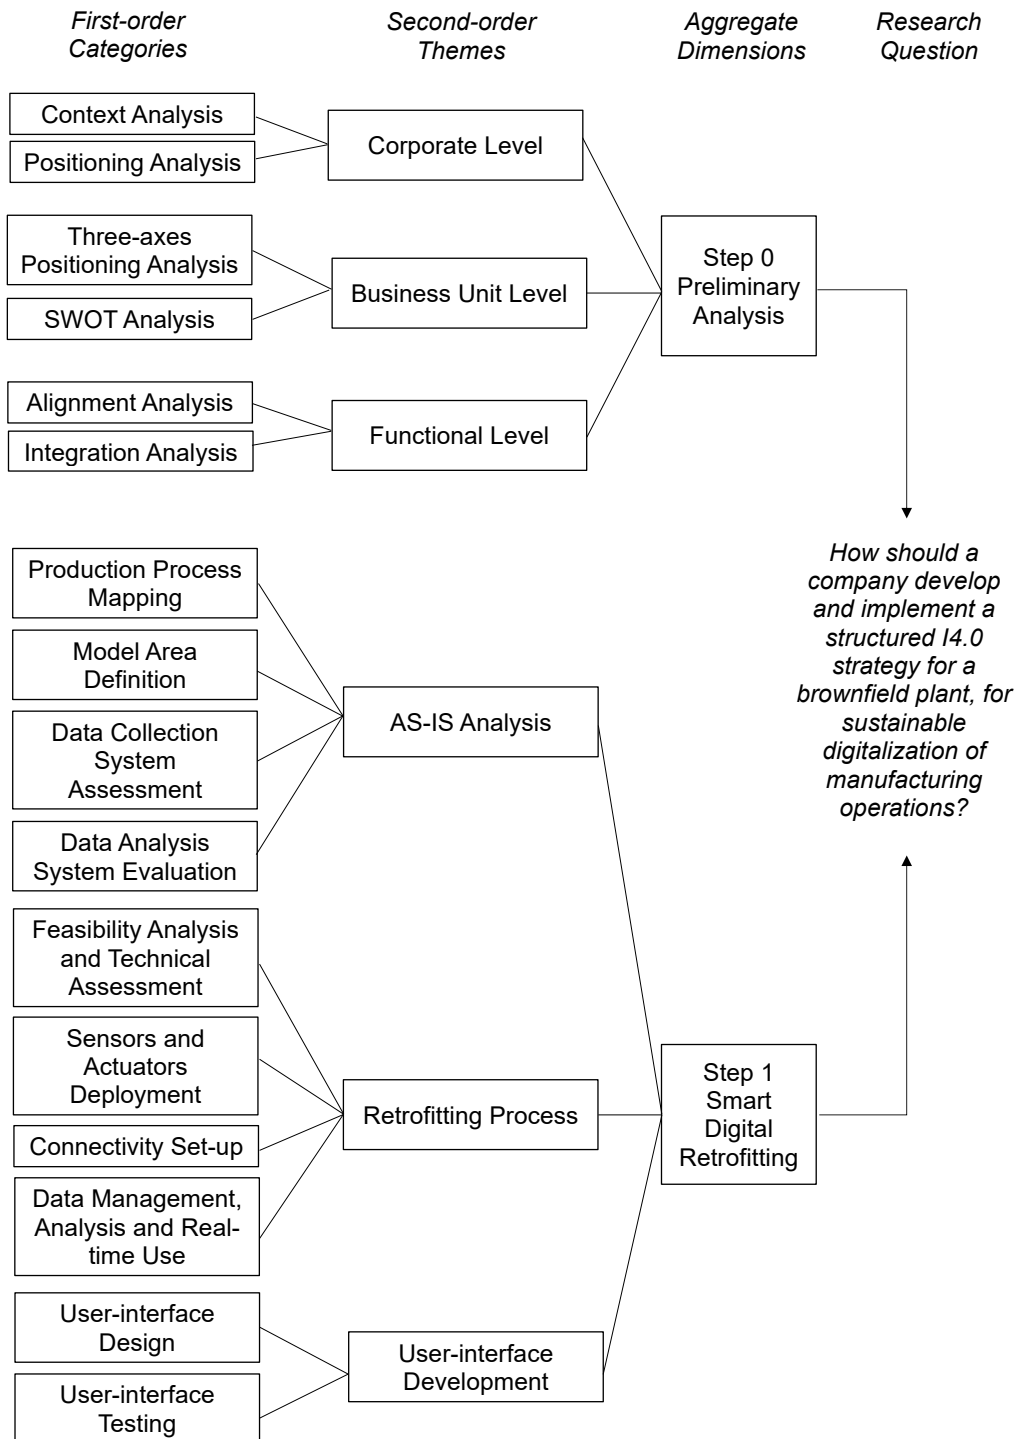 First-order
Categories
Second-order
Themes
Aggregate
Dimensions
Research
Question
Context Analysis
Positioning Analysis
Corporate Level
Three-axes
Positioning Analysis
SWOT Analysis
Business Unit Level
Alignment Analysis
Integration Analysis
Functional Level
Step 0
Preliminary
Analysis
Production Process
Mapping
Model Area
Definition
Data Collection
System
Assessment
Data Analysis
System Evaluation
AS-IS Analysis
Feasibility Analysis
and Technical
Assessment
Sensors and
Actuators
Deployment
Connectivity Set-up
Data Management,
Analysis and Real-
time Use
Retrofitting Process
User-interface
Design
User-interface
Testing
User-interface
Development
Step 1
Smart
Digital
Retrofitting
How should a
company develop
and implement a
structured I4.0
strategy for a
brownfield plant, for
sustainable
digitalization of
manufacturing
operations?